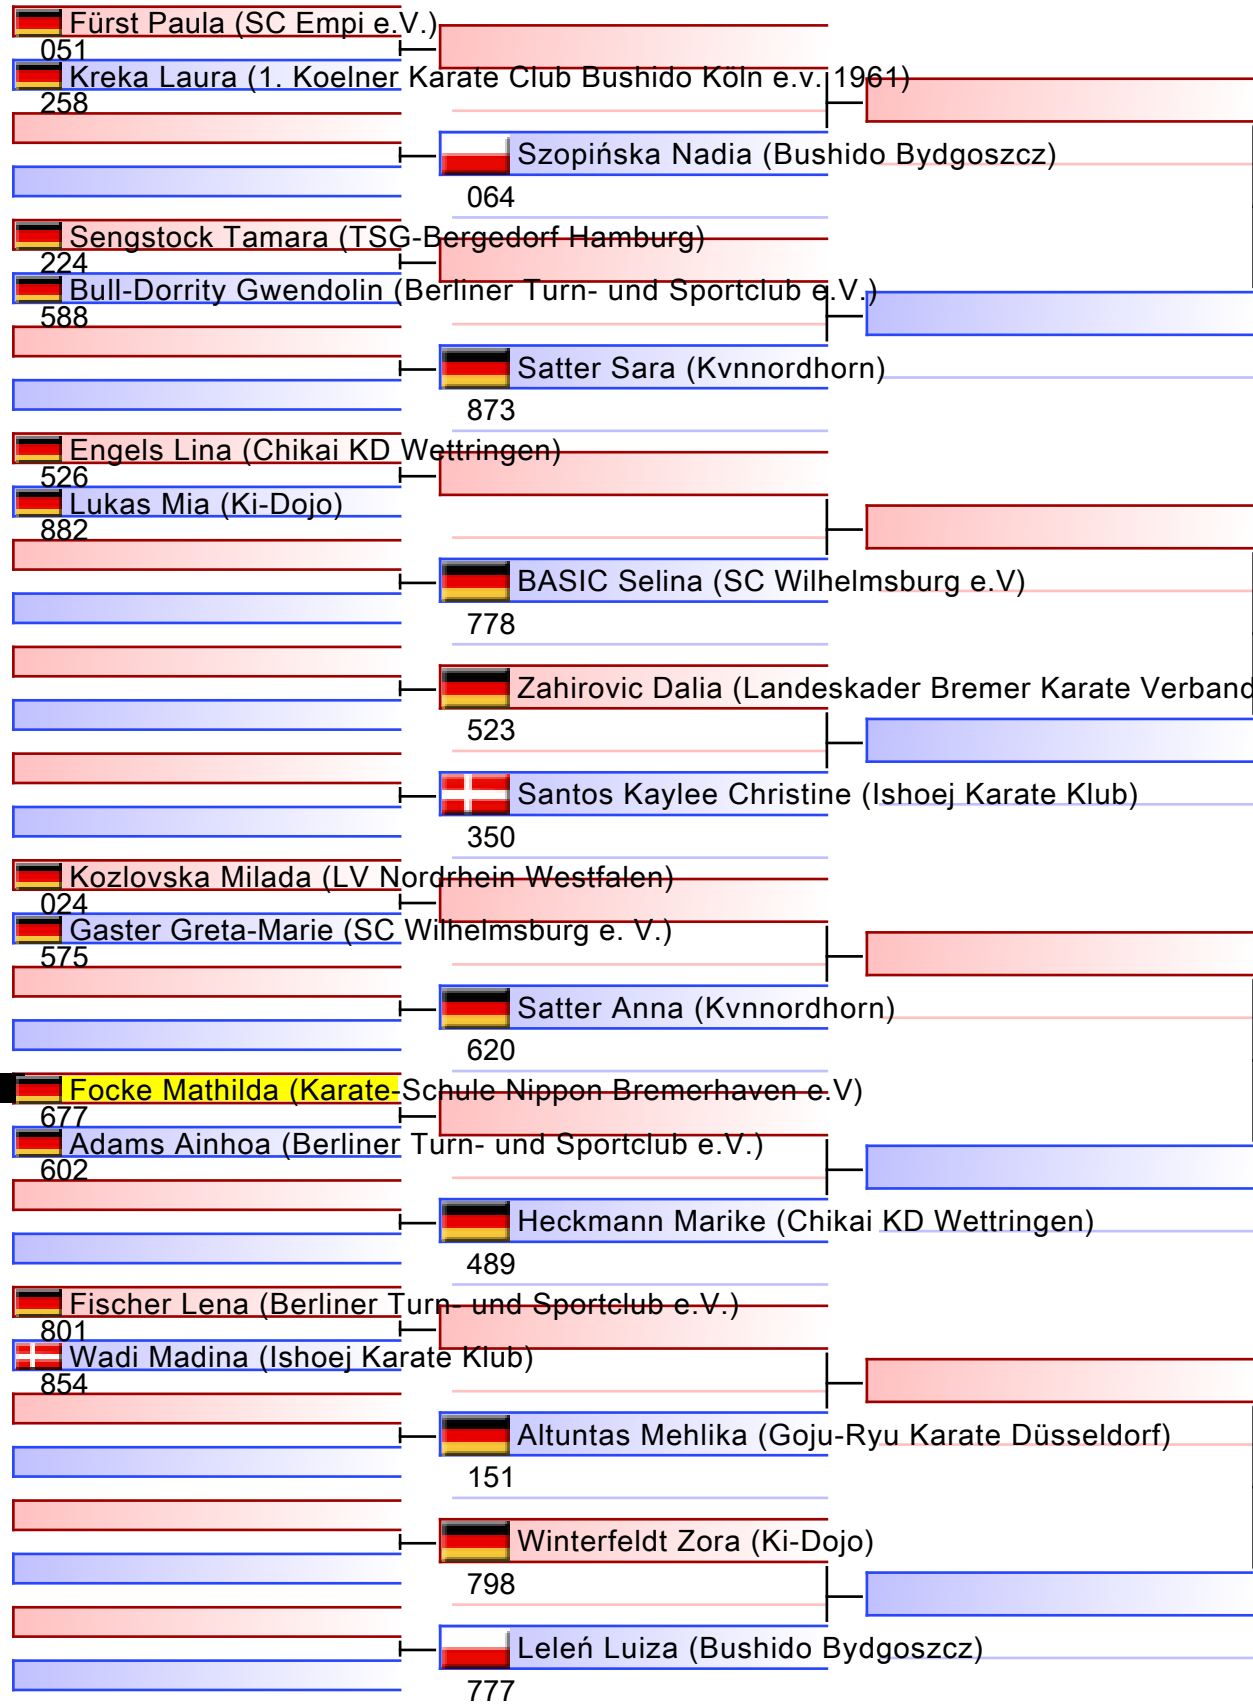 Fürst Paula (SC Empi e.V.)
051
Kreka Laura (1. Koelner Karate Club Bushido Köln e.v. 1961)
258
Szopińska Nadia (Bushido Bydgoszcz)
064
Sengstock Tamara (TSG-Bergedorf Hamburg)
224
Bull-Dorrity Gwendolin (Berliner Turn- und Sportclub e.V.)
588
Satter Sara (Kvnnordhorn)
873
Engels Lina (Chikai KD Wettringen)
526
Lukas Mia (Ki-Dojo)
882
BASIC Selina (SC Wilhelmsburg e.V)
778
Zahirovic Dalia (Landeskader Bremer Karate Verband
523
Santos Kaylee Christine (Ishoej Karate Klub)
350
Kozlovska Milada (LV Nordrhein Westfalen)
024
Gaster Greta-Marie (SC Wilhelmsburg e. V.)
575
Satter Anna (Kvnnordhorn)
620
Focke Mathilda (Karate-Schule Nippon Bremerhaven e.V)
677
Adams Ainhoa (Berliner Turn- und Sportclub e.V.)
602
Heckmann Marike (Chikai KD Wettringen)
489
Fischer Lena (Berliner Turn- und Sportclub e.V.)
801
Wadi Madina (Ishoej Karate Klub)
854
Altuntas Mehlika (Goju-Ryu Karate Düsseldorf)
151
Winterfeldt Zora (Ki-Dojo)
798
Leleń Luiza (Bushido Bydgoszcz)
777